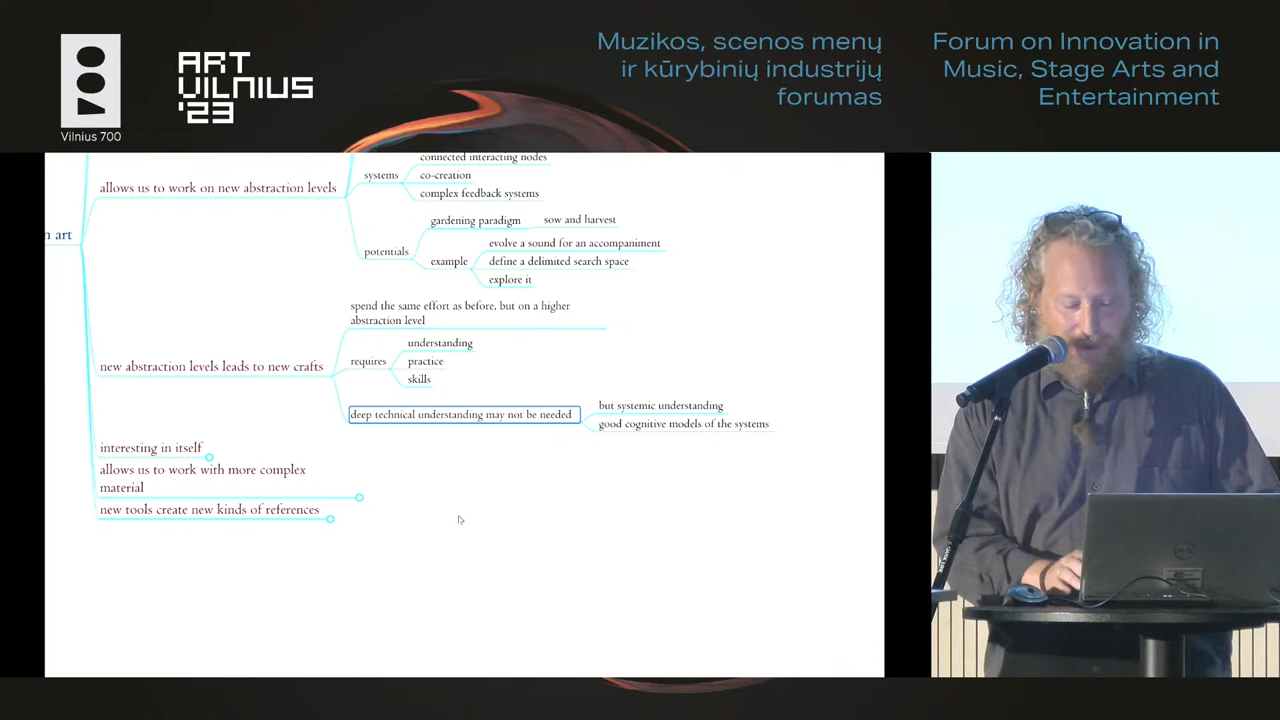 Vilnius 700
ART
VILNIUS
'23
Muzikos, scenos menų
ir kūrybinių industrijų
forumas
Forum on Innovation in
Music, Stage Arts and
Entertainment
n art
allows us to work on new abstraction levels
systems
connected interacting nodes
co-creation
complex feedback systems
potentials
gardening paradigm
sow and harvest
example
evolve a sound for an accompaniment
define a delimited search space
explore it
new abstraction levels leads to new crafts
spend the same effort as before, but on a higher
abstraction level
requires
understanding
practice
skills
deep technical understanding may not be needed
but systemic understanding
good cognitive models of the systems
interesting in itself
allows us to work with more complex
material
new tools create new kinds of references
DELL